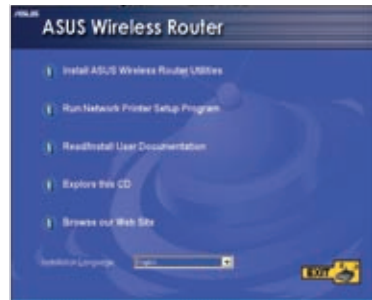 ASUS
ASUS Wireless Router
Install ASUS Wireless Router Utilities
Run Network Printer Setup Program
Read/Install User Documentation
Explore this CD
Browse our Web Site
Installation Language:
English
EXIT